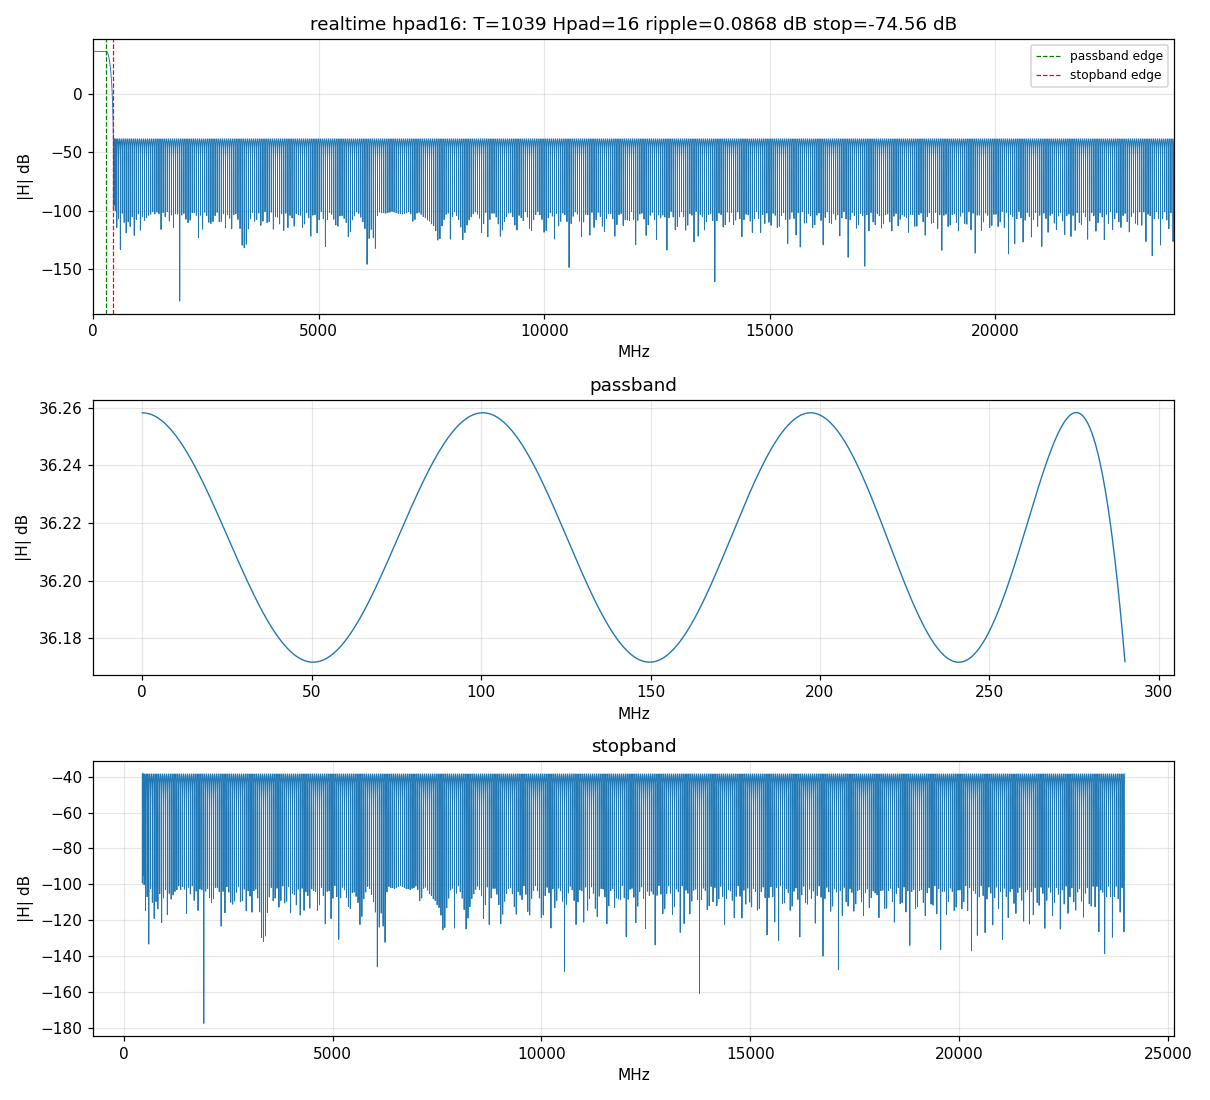 realtime hpad16: T=1039 Hpad=16 ripple=0.0868 dB stop=-74.56 dB
|H| dB
0
−50
−100
−150
passband edge
stopband edge
0 5000 10000 15000 20000
MHz
passband
|H| dB
36.26
36.24
36.22
36.20
36.18
0 50 100 150 200 250 300
MHz
stopband
|H| dB
−40
−60
−80
−100
−120
−140
−160
−180
0 5000 10000 15000 20000 25000
MHz